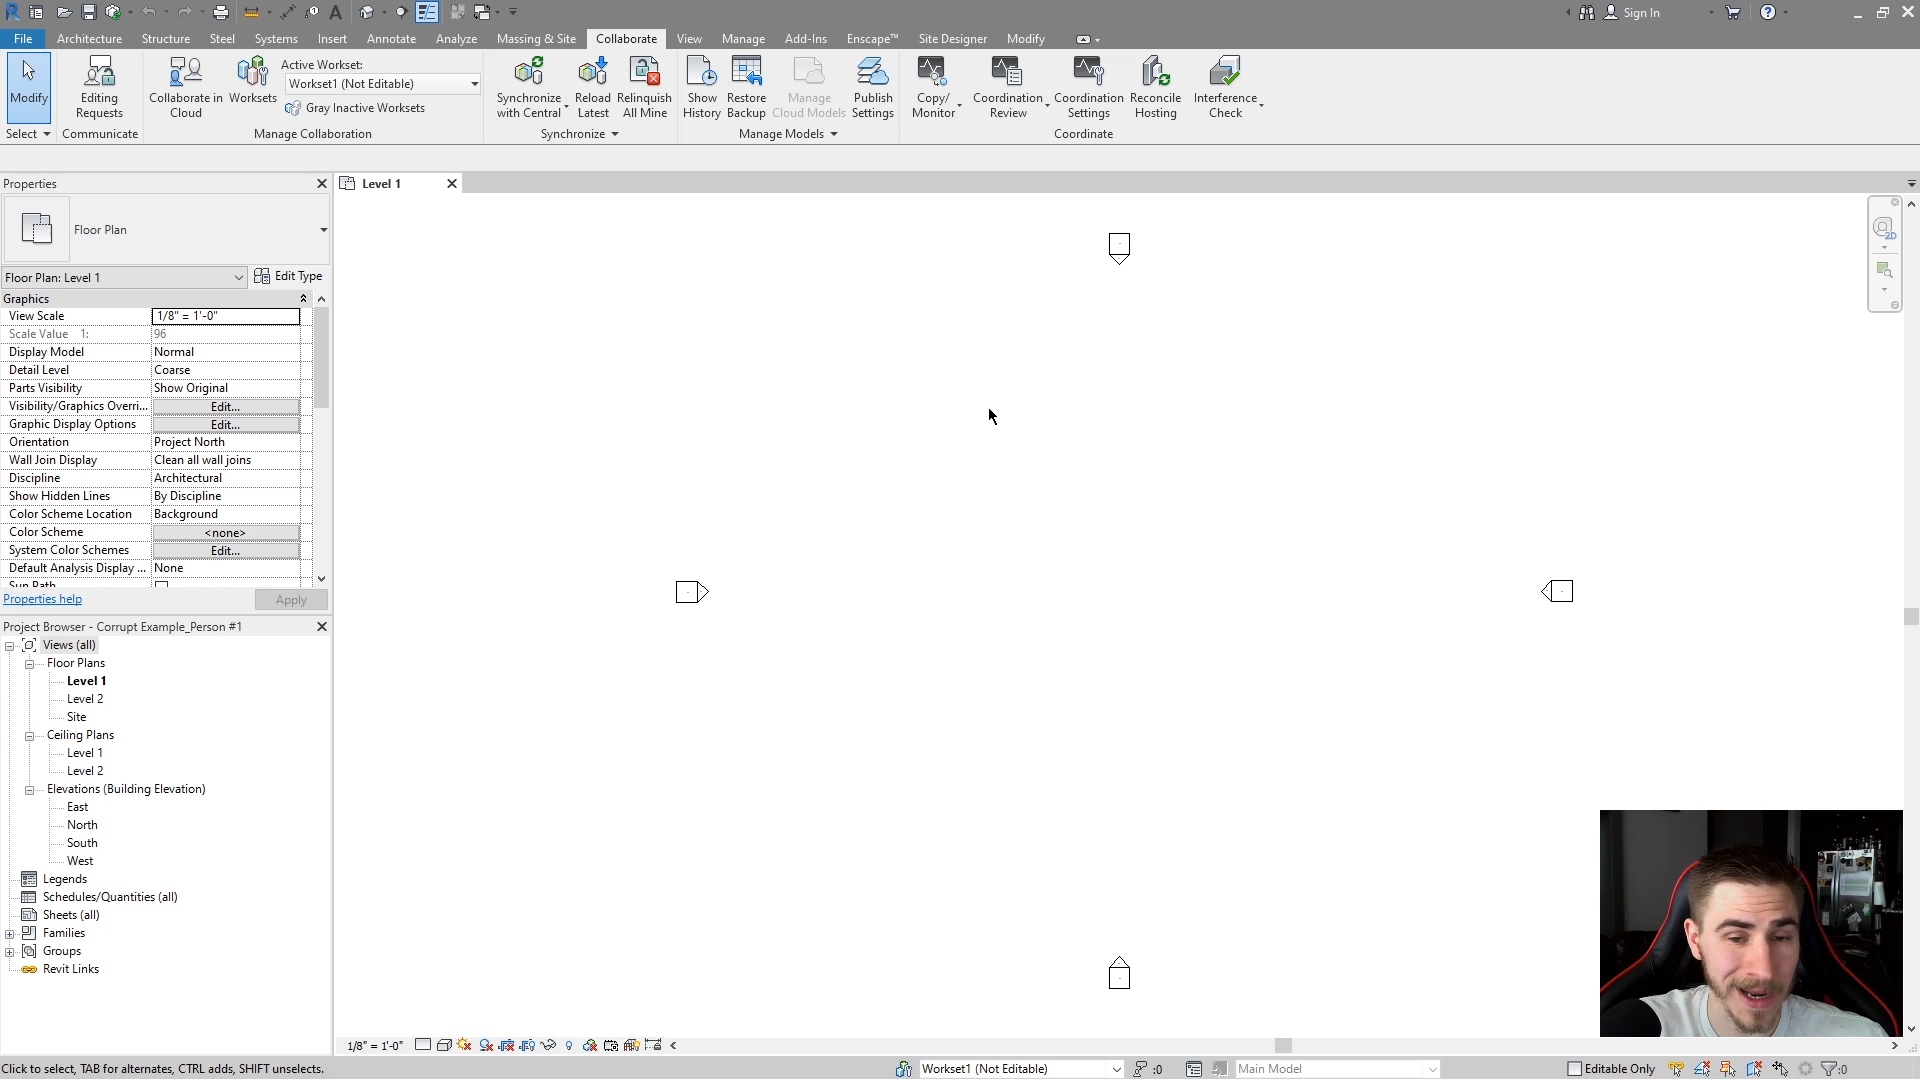 Sign In
File
Architecture
Structure
Steel
Systems
Insert
Annotate
Analyze
Massing & Site
Collaborate
View
Manage
Add-Ins
Enscape™
Site Designer
Modify
Modify
Select
Editing
Requests
Communicate
Collaborate in
Cloud
Worksets
Active Workset:
Workset1 (Not Editable)
Gray Inactive Worksets
Manage Collaboration
Synchronize
with Central
Reload
Latest
Relinquish
All Mine
Synchronize
Show
History
Restore
Backup
Manage
Cloud Models
Publish
Settings
Manage Models
Copy/
Monitor
Coordination
Review
Coordination
Settings
Reconcile
Hosting
Interference
Check
Coordinate
Properties
Floor Plan
Floor Plan: Level 1
Edit Type
Graphics
View Scale 1/8" = 1'-0"
Scale Value 1: 96
Display Model Normal
Detail Level Coarse
Parts Visibility Show Original
Visibility/Graphics Overri... Edit...
Graphic Display Options Edit...
Orientation Project North
Wall Join Display Clean all wall joins
Discipline Architectural
Show Hidden Lines By Discipline
Color Scheme Location Background
Color Scheme <none>
System Color Schemes Edit...
Default Analysis Display ... None
Sun Path
Properties help
Apply
Project Browser - Corrupt Example_Person #1
Views (all)
Floor Plans
Level 1
Level 2
Site
Ceiling Plans
Level 1
Level 2
Elevations (Building Elevation)
East
North
South
West
Legends
Schedules/Quantities (all)
Sheets (all)
Families
Groups
Revit Links
Level 1
2D
1/8" = 1'-0"
Click to select, TAB for alternates, CTRL adds, SHIFT unselects.
Workset1 (Not Editable)
:0
Main Model
Editable Only
:0